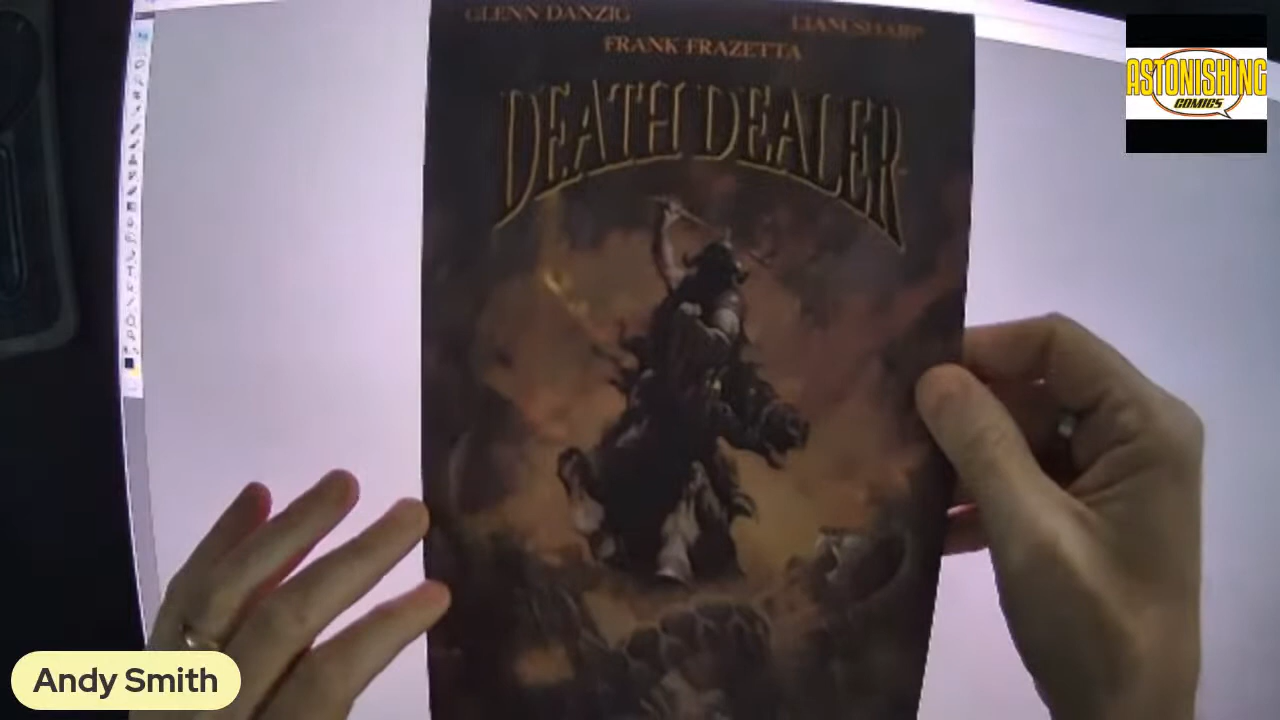 GLENN DANZIG
LIAM SHARP
FRANK FRAZETTA
DEATH DEALER
ASTONISHING
COMICS
Andy Smith